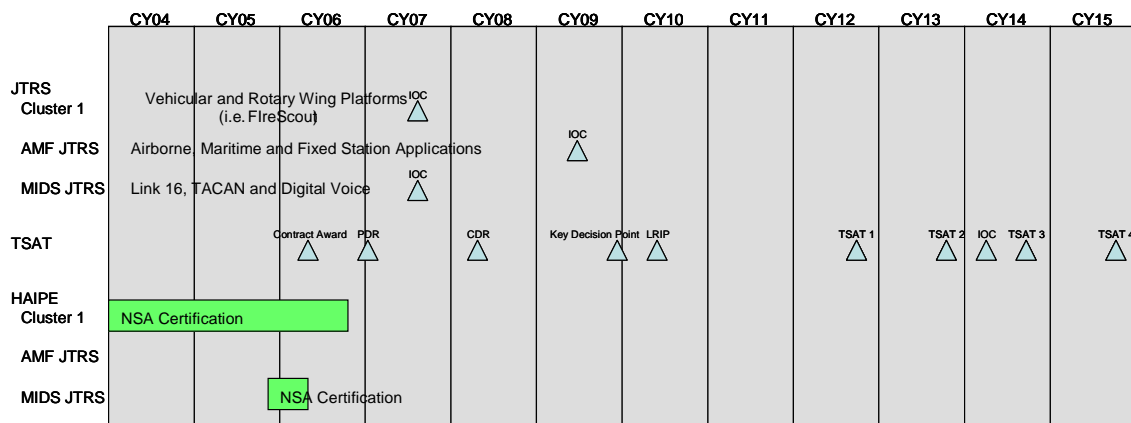 CY04 CY05 CY06 CY07 CY08 CY09 CY10 CY11 CY12 CY13 CY14 CY15
JTRS
Cluster 1
Vehicular and Rotary Wing Platforms
(i.e. FIreScout)
IOC
AMF JTRS
Airborne, Maritime and Fixed Station Applications
IOC
MIDS JTRS
Link 16, TACAN and Digital Voice
IOC
TSAT
Contract Award PDR CDR Key Decision Point LRIP TSAT 1 TSAT 2 IOC TSAT 3 TSAT 4
HAIPE
Cluster 1
NSA Certification
AMF JTRS
MIDS JTRS
NSA Certification